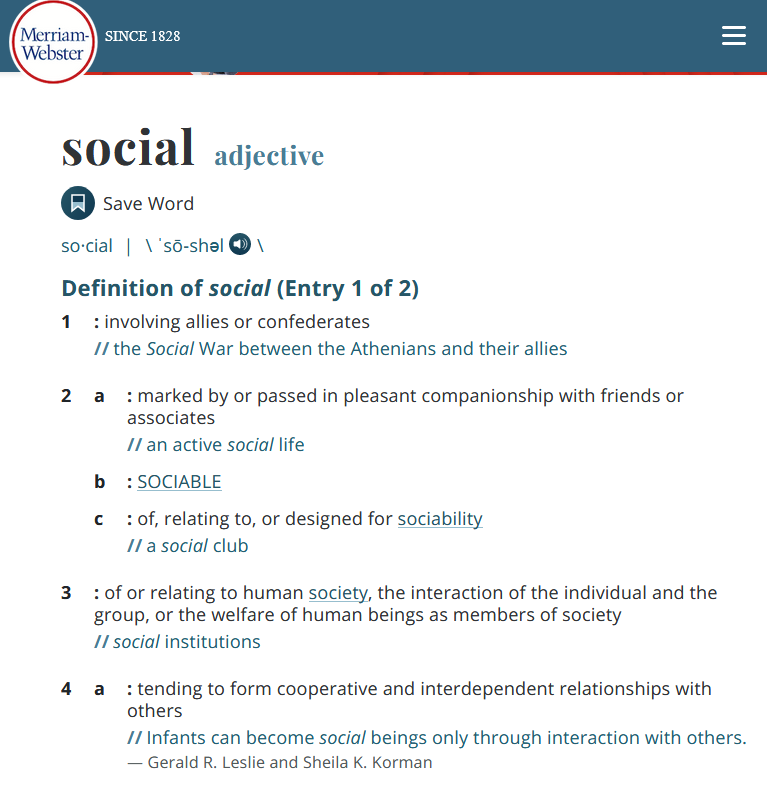 Merriam-
Webster
SINCE 1828
social adjective
Save Word
so·cial | \ ˈsō-shəl \
Definition of social (Entry 1 of 2)
1 : involving allies or confederates
// the Social War between the Athenians and their allies
2 a : marked by or passed in pleasant companionship with friends or
associates
// an active social life
b : SOCIABLE
c : of, relating to, or designed for sociability
// a social club
3 : of or relating to human society, the interaction of the individual and the
group, or the welfare of human beings as members of society
// social institutions
4 a : tending to form cooperative and interdependent relationships with
others
// Infants can become social beings only through interaction with others.
— Gerald R. Leslie and Sheila K. Korman